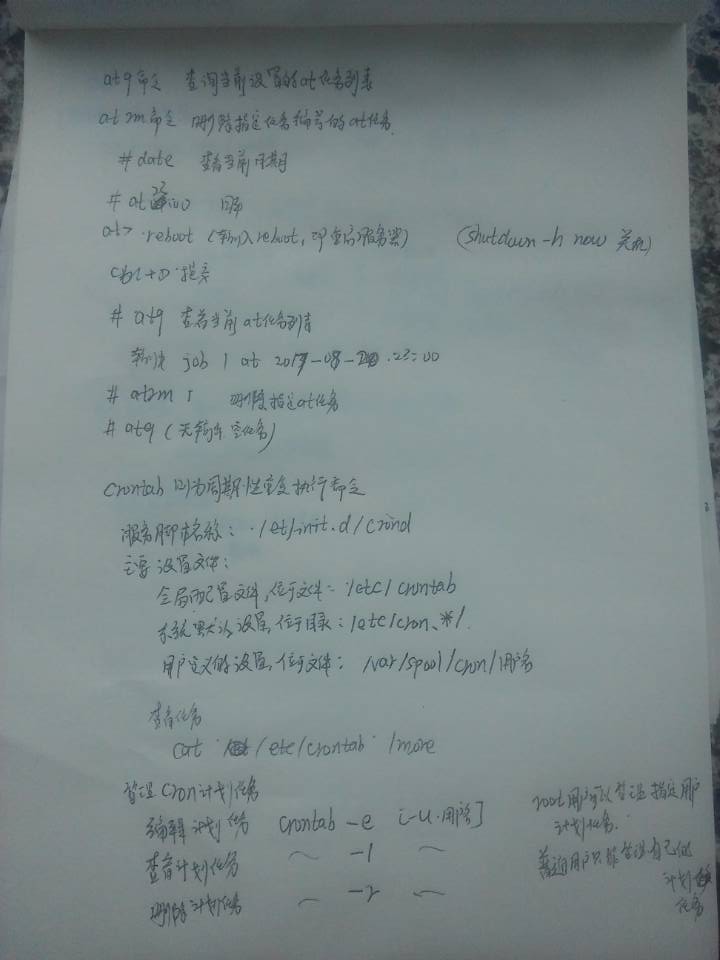 atq命令 查询当前设置的at任务列表
atrm命令 删除指定任务编号的at任务
#date 查看当前日期
# at 23:00 回车
at> reboot (输入reboot,即重启服务器) (shutdown -h now 关机)
Ctrl+D 提交
# atq 查看当前at任务列表
job 1 at 2017-08-20 23:00
# atrm 1 删除指定at任务
# atq (无输出 空任务)
crontab 以为周期性重复执行命令
服务脚本名称: /etc/init.d/crond
主要设置文件:
全局配置文件,位于文件: /etc/crontab
系统默认设置,位于目录: /etc/cron.*/
用户定义的设置,位于文件: /var/spool/cron/用户名
查看任务
cat /etc/crontab /more
管理cron计划任务
编辑计划任务 crontab -e [-u 用户名]
查看计划任务 ~ -l ~
删除计划任务 ~ -r ~
root用户可以管理指定用户
计划任务.
普通用户只能管理自己的
计划
任务